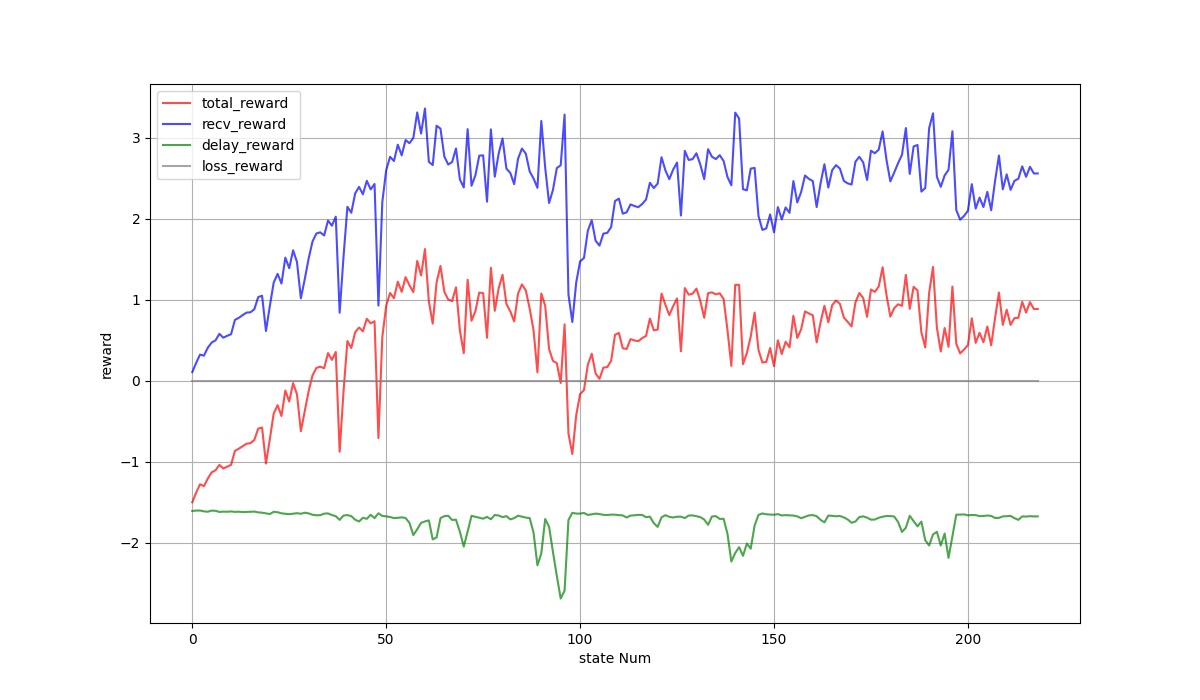 total_reward
recv_reward
delay_reward
loss_reward
3
2
1
0
−1
−2
reward
0 50 100 150 200
state Num